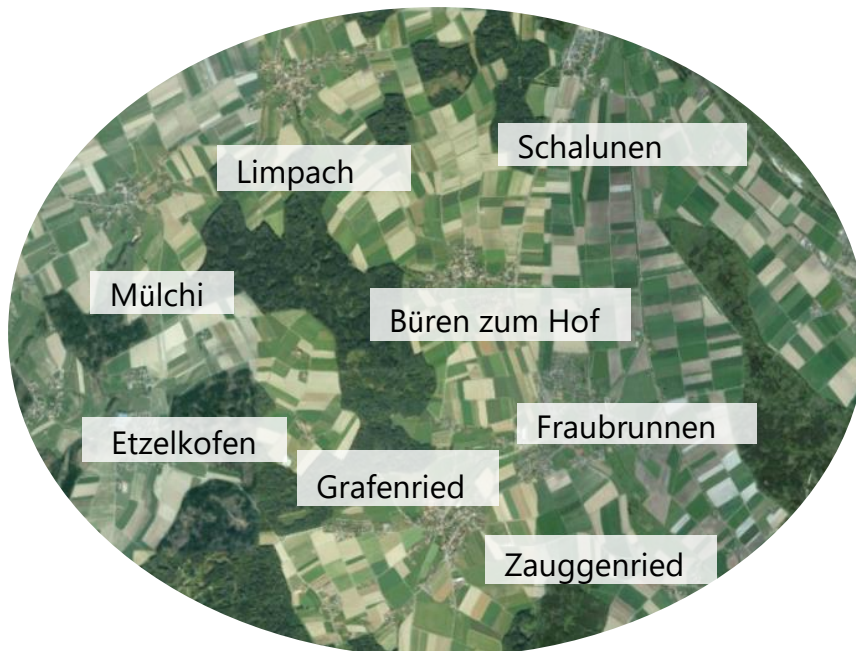 Schalunen
Limpach
Mülchi
Büren zum Hof
Fraubrunnen
Etzelkofen
Grafenried
Zauggenried